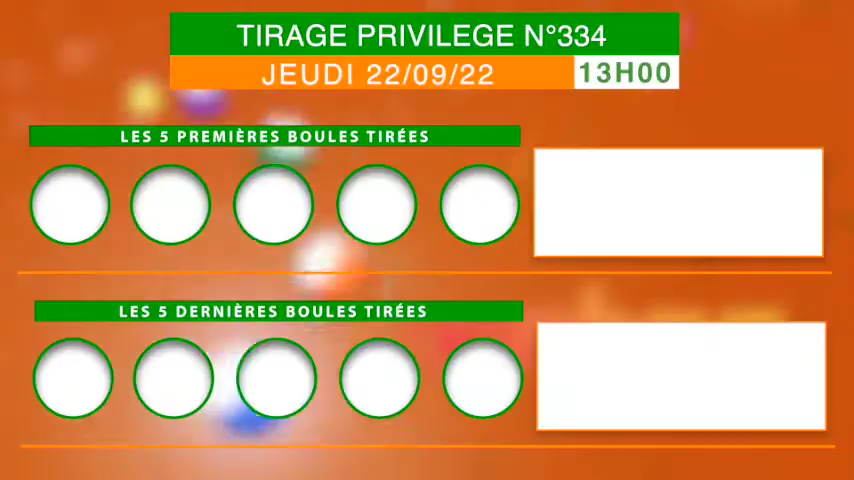 TIRAGE PRIVILEGE N°334
JEUDI 22/09/22 13H00
LES 5 PREMIÈRES BOULES TIRÉES
LES 5 DERNIÈRES BOULES TIRÉES